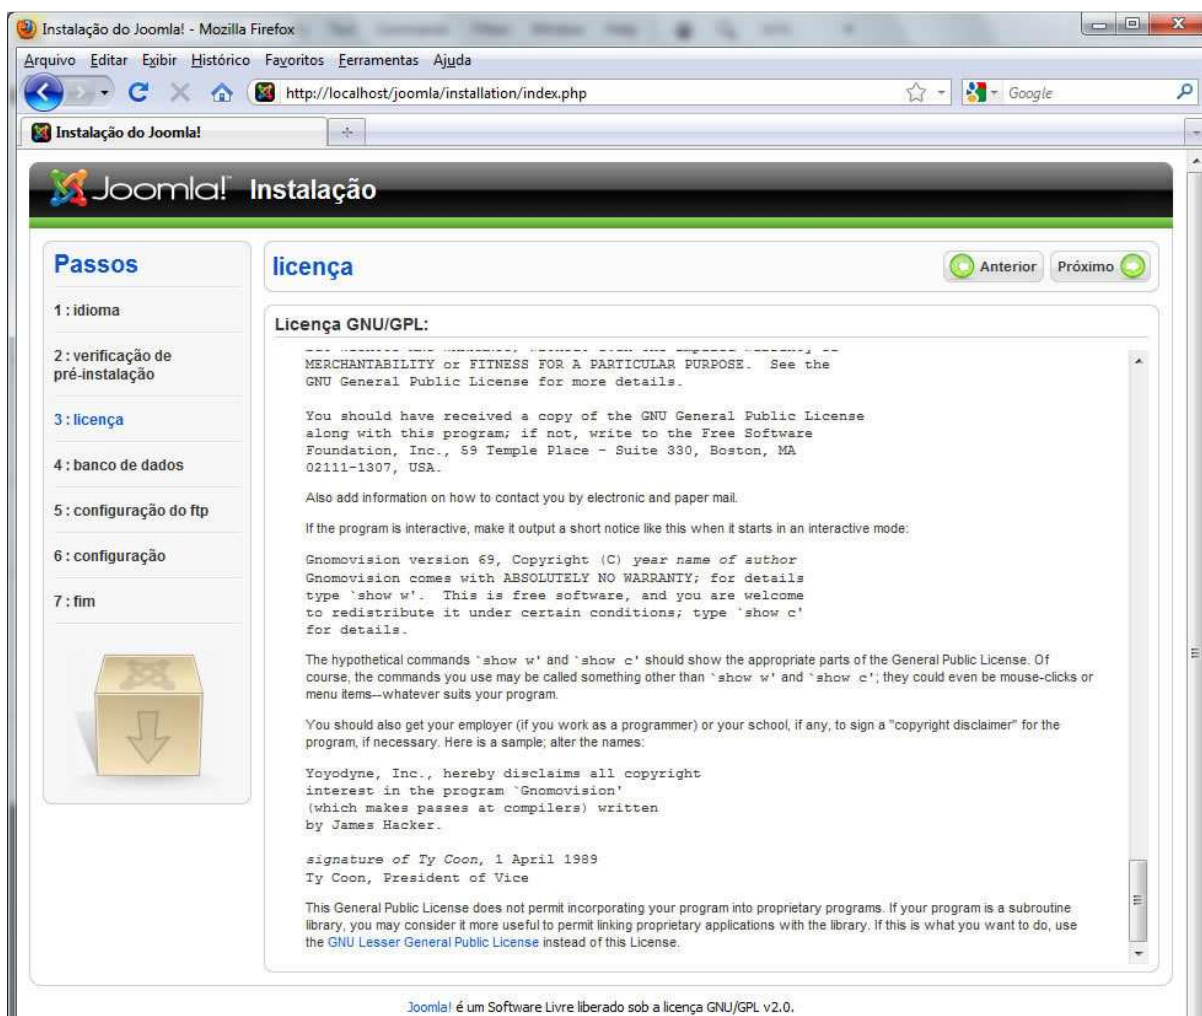 Instalação do Joomla! - Mozilla Firefox
Arquivo Editar Exibir Histórico Favoritos Ferramentas Ajuda
http://localhost/joomla/installation/index.php
Google
Instalação do Joomla!
Joomla! Instalação
Passos
1 : idioma
2 : verificação de
pré-instalação
3 : licença
4 : banco de dados
5 : configuração do ftp
6 : configuração
7 : fim
licença
Anterior
Próximo
Licença GNU/GPL:
MERCHANTABILITY or FITNESS FOR A PARTICULAR PURPOSE. See the
GNU General Public License for more details.
You should have received a copy of the GNU General Public License
along with this program; if not, write to the Free Software
Foundation, Inc., 59 Temple Place - Suite 330, Boston, MA
02111-1307, USA.
Also add information on how to contact you by electronic and paper mail.
If the program is interactive, make it output a short notice like this when it starts in an interactive mode:
Gnomovision version 69, Copyright (C) year name of author
Gnomovision comes with ABSOLUTELY NO WARRANTY; for details
type `show w'. This is free software, and you are welcome
to redistribute it under certain conditions; type `show c'
for details.
The hypothetical commands `show w' and `show c' should show the appropriate parts of the General Public License. Of
course, the commands you use may be called something other than `show w' and `show c'; they could even be mouse-clicks or
menu items--whatever suits your program.
You should also get your employer (if you work as a programmer) or your school, if any, to sign a "copyright disclaimer" for the
program, if necessary. Here is a sample; alter the names:
Yoyodyne, Inc., hereby disclaims all copyright
interest in the program `Gnomovision'
(which makes passes at compilers) written
by James Hacker.
signature of Ty Coon, 1 April 1989
Ty Coon, President of Vice
This General Public License does not permit incorporating your program into proprietary programs. If your program is a subroutine
library, you may consider it more useful to permit linking proprietary applications with the library. If this is what you want to do, use
the GNU Lesser General Public License instead of this License.
Joomla! é um Software Livre liberado sob a licença GNU/GPL v2.0.